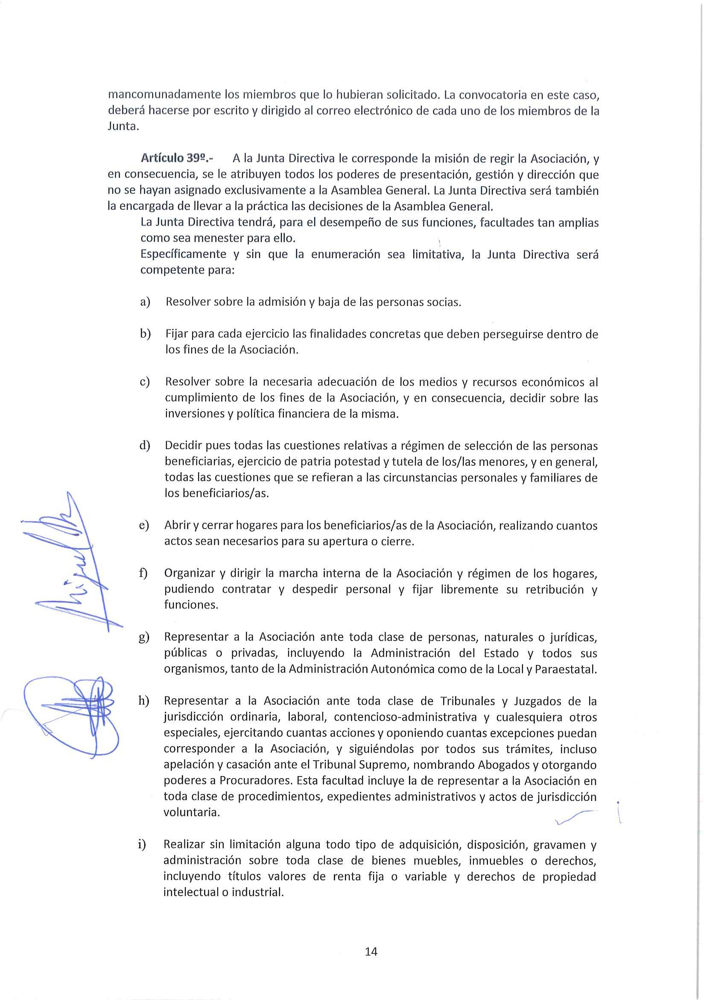 mancomunadamente los miembros que lo hubieran solicitado. La convocatoria en este caso,
deberá hacerse por escrito y dirigido al correo electrónico de cada uno de los miembros de la
Junta.
Artículo 39º.- A la Junta Directiva le corresponde la misión de regir la Asociación, y
en consecuencia, se le atribuyen todos los poderes de presentación, gestión y dirección que
no se hayan asignado exclusivamente a la Asamblea General. La Junta Directiva será también
la encargada de llevar a la práctica las decisiones de la Asamblea General.
La Junta Directiva tendrá, para el desempeño de sus funciones, facultades tan amplias
como sea menester para ello.
Específicamente y sin que la enumeración sea limitativa, la Junta Directiva será
competente para:
a) Resolver sobre la admisión y baja de las personas socias.
b) Fijar para cada ejercicio las finalidades concretas que deben perseguirse dentro de
los fines de la Asociación.
c) Resolver sobre la necesaria adecuación de los medios y recursos económicos al
cumplimiento de los fines de la Asociación, y en consecuencia, decidir sobre las
inversiones y política financiera de la misma.
d) Decidir pues todas las cuestiones relativas a régimen de selección de las personas
beneficiarias, ejercicio de patria potestad y tutela de los/las menores, y en general,
todas las cuestiones que se refieran a las circunstancias personales y familiares de
los beneficiarios/as.
e) Abrir y cerrar hogares para los beneficiarios/as de la Asociación, realizando cuantos
actos sean necesarios para su apertura o cierre.
f) Organizar y dirigir la marcha interna de la Asociación y régimen de los hogares,
pudiendo contratar y despedir personal y fijar libremente su retribución y
funciones.
g) Representar a la Asociación ante toda clase de personas, naturales o jurídicas,
públicas o privadas, incluyendo la Administración del Estado y todos sus
organismos, tanto de la Administración Autonómica como de la Local y Paraestatal.
h) Representar a la Asociación ante toda clase de Tribunales y Juzgados de la
jurisdicción ordinaria, laboral, contencioso-administrativa y cualesquiera otros
especiales, ejercitando cuantas acciones y oponiendo cuantas excepciones puedan
corresponder a la Asociación, y siguiéndolas por todos sus trámites, incluso
apelación y casación ante el Tribunal Supremo, nombrando Abogados y otorgando
poderes a Procuradores. Esta facultad incluye la de representar a la Asociación en
toda clase de procedimientos, expedientes administrativos y actos de jurisdicción
voluntaria.
i) Realizar sin limitación alguna todo tipo de adquisición, disposición, gravamen y
administración sobre toda clase de bienes muebles, inmuebles o derechos,
incluyendo títulos valores de renta fija o variable y derechos de propiedad
intelectual o industrial.
14